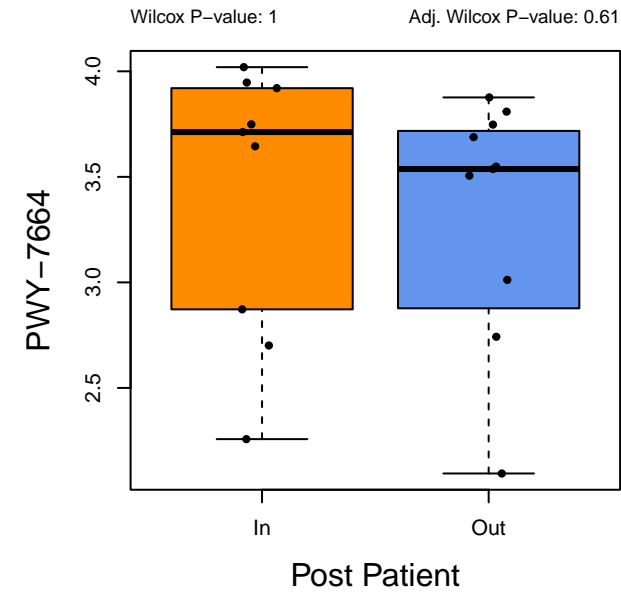 Wilcox P−value: 1 Adj. Wilcox P−value: 0.61
PWY−7664
4.0
3.5
3.0
2.5
In Out
Post Patient